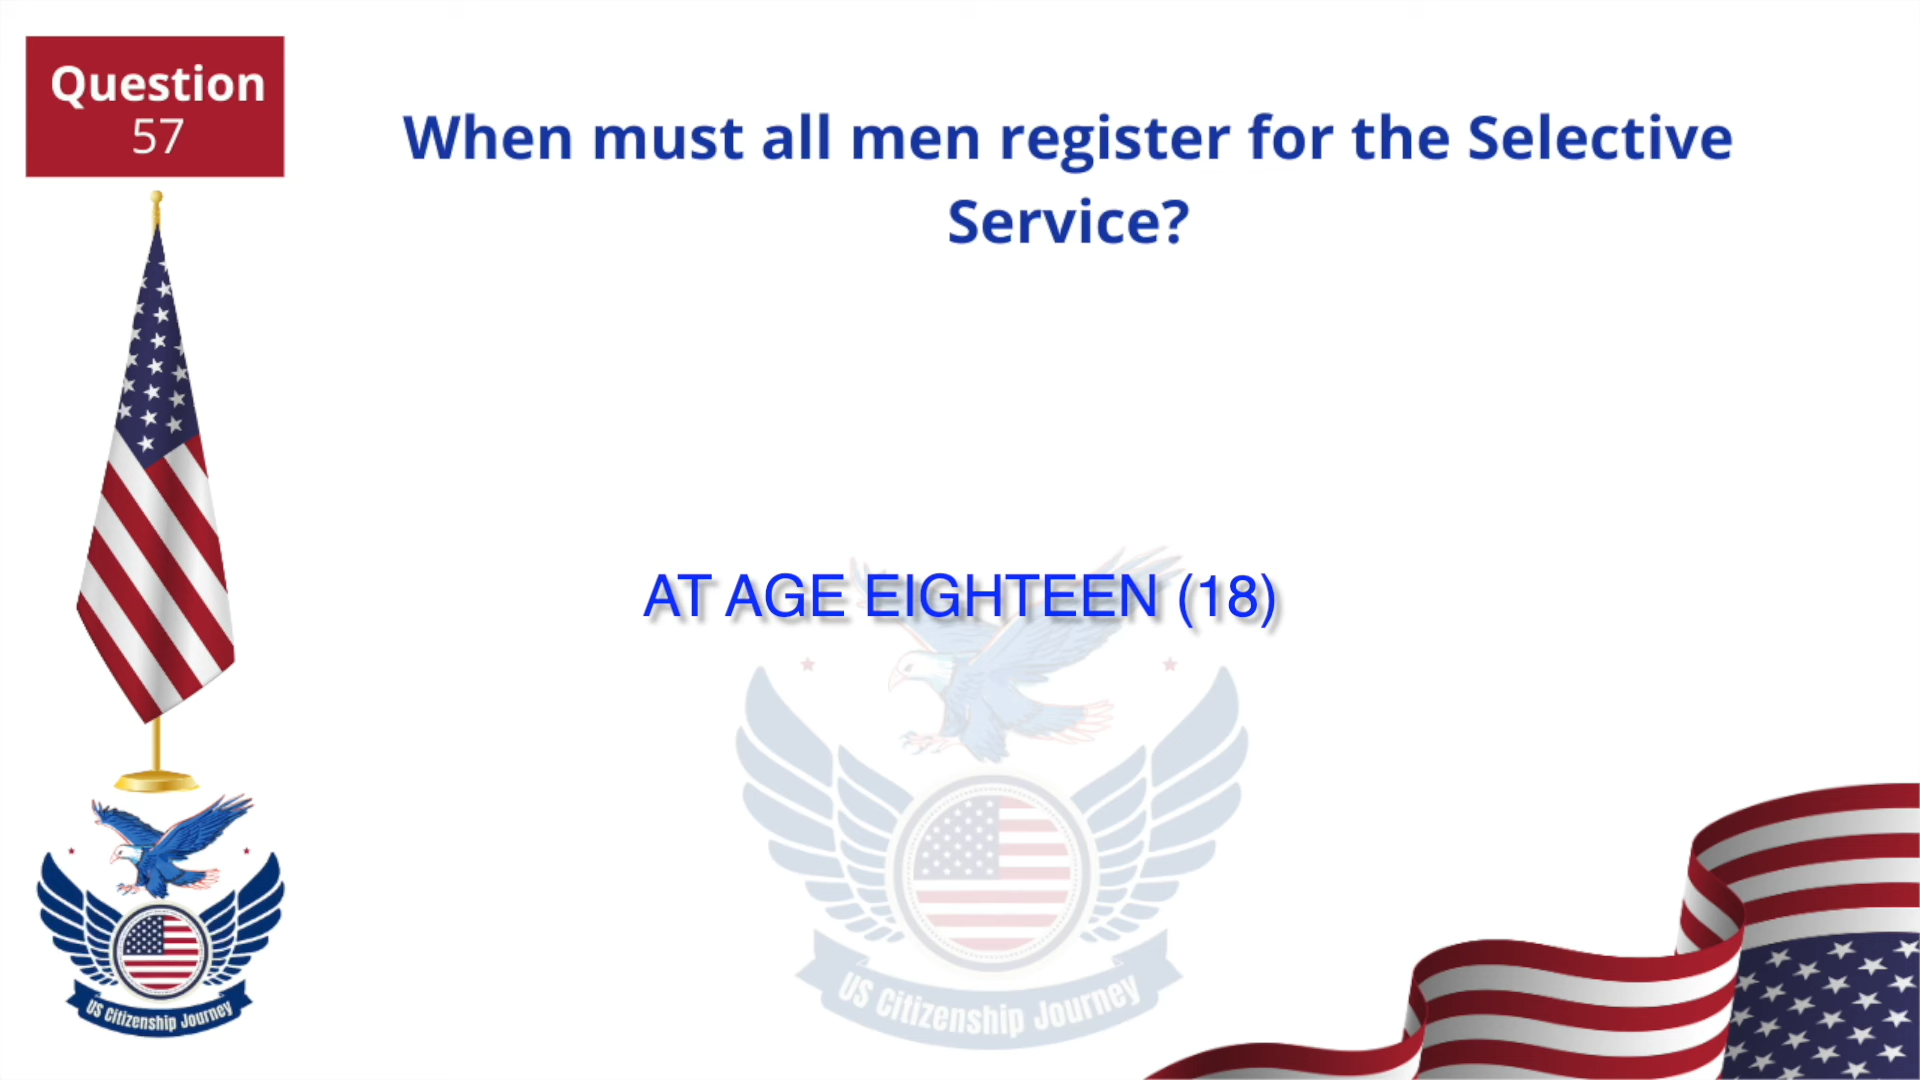 Question
57
When must all men register for the Selective
Service?
AT AGE EIGHTEEN (18)
US Citizenship Journey
US Citizenship Journey